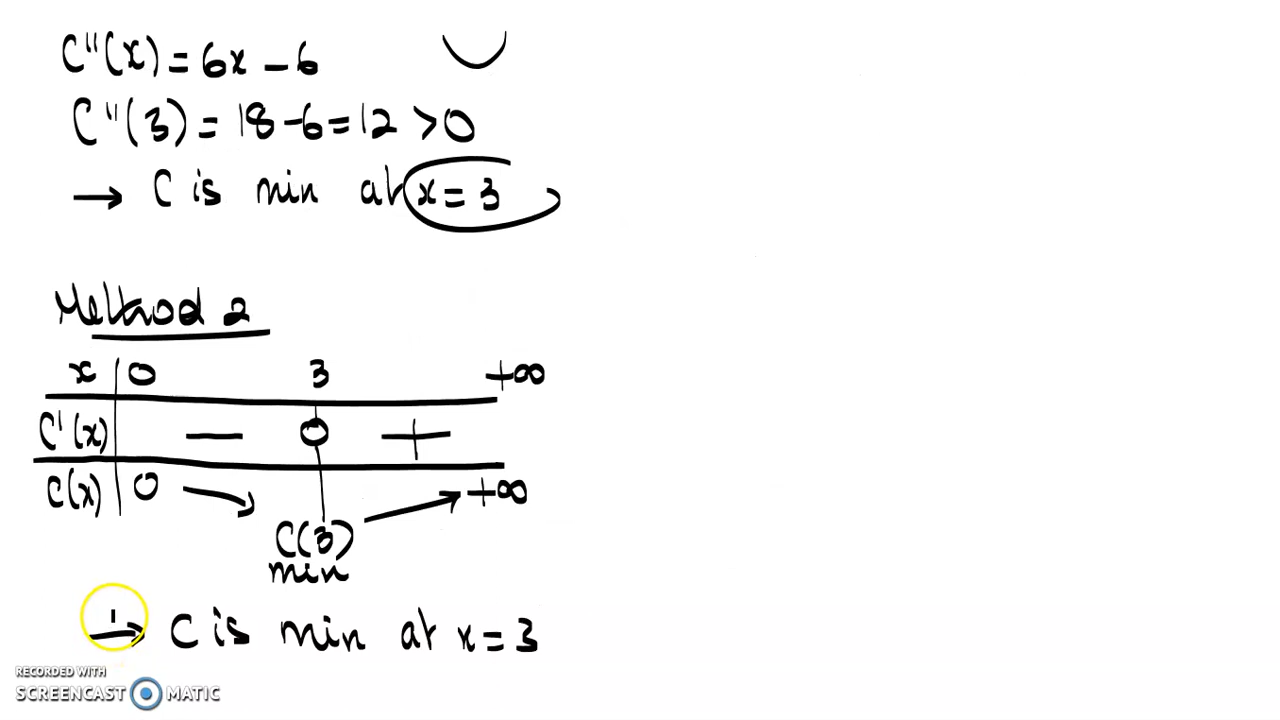 C''(x) = 6x - 6
C''(3) = 18-6 = 12 > 0
→ C is min at x = 3
Method 2
x 0 3 +∞
C'(x) — 0 +
C(x) 0 +∞
C(3)
min
→ C is min at x = 3
RECORDED WITH
SCREENCAST MATIC